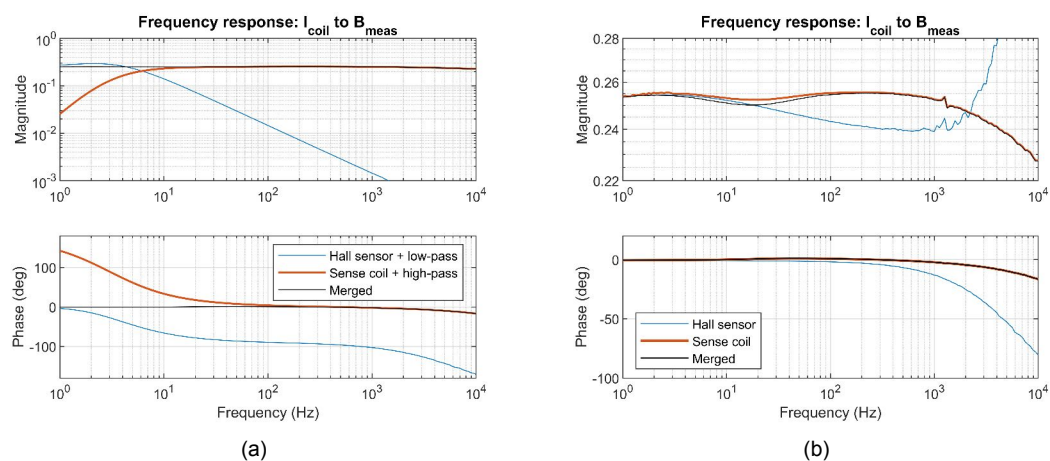 Frequency response: I_coil to B_meas
10^0
10^-1
10^-2
10^-3
Magnitude
10^0 10^1 10^2 10^3 10^4
100
0
-100
Phase (deg)
Hall sensor + low-pass
Sense coil + high-pass
Merged
10^0 10^1 10^2 10^3 10^4
Frequency (Hz)
(a)
Frequency response: I_coil to B_meas
0.28
0.26
0.24
0.22
Magnitude
10^0 10^1 10^2 10^3 10^4
0
-50
-100
Phase (deg)
Hall sensor
Sense coil
Merged
10^0 10^1 10^2 10^3 10^4
Frequency (Hz)
(b)